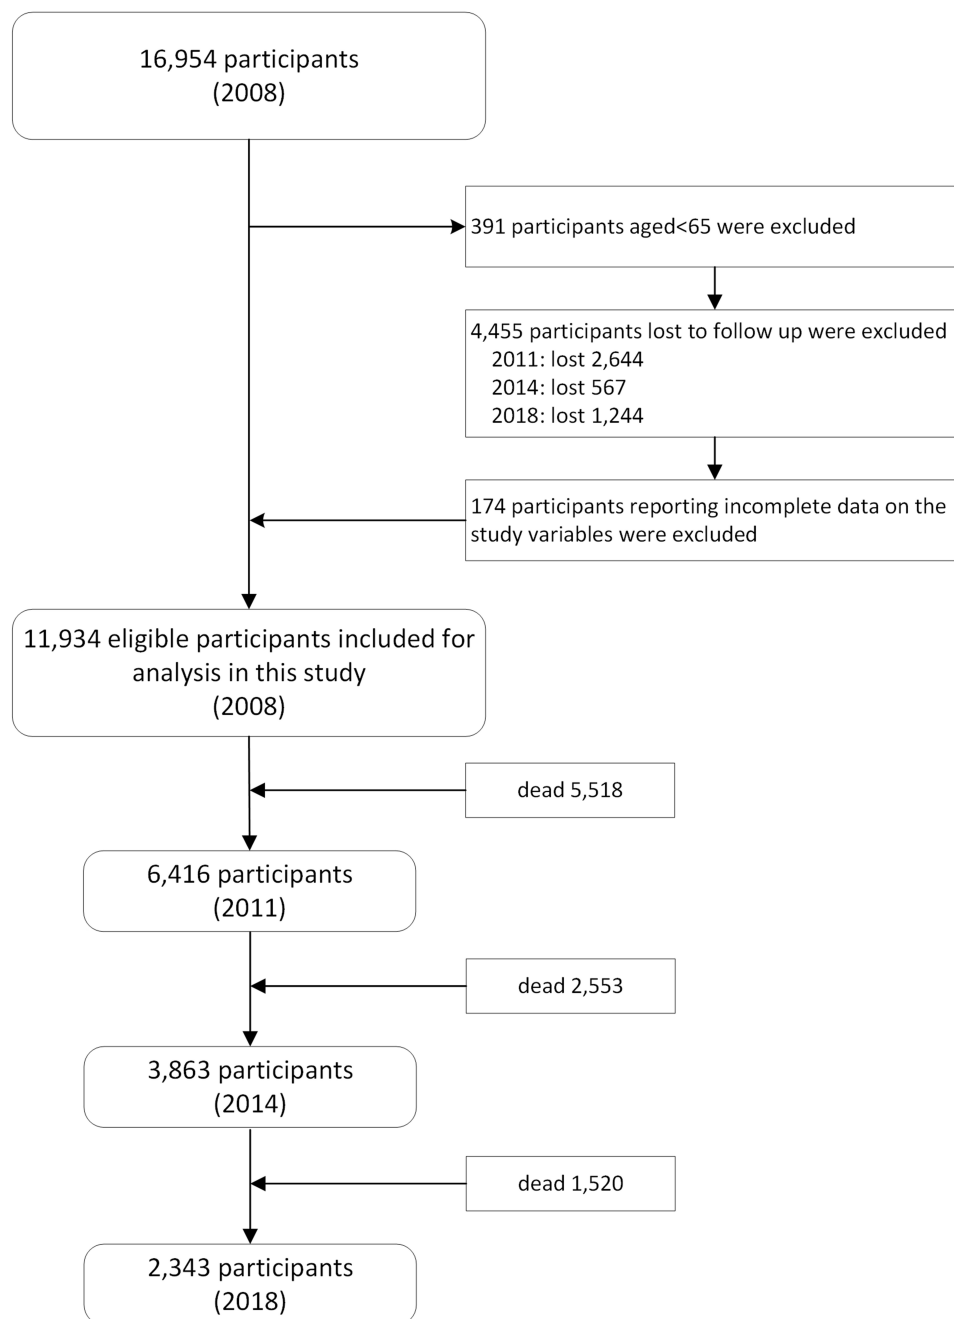 16,954 participants
(2008)
391 participants aged<65 were excluded
4,455 participants lost to follow up were excluded
2011: lost 2,644
2014: lost 567
2018: lost 1,244
174 participants reporting incomplete data on the
study variables were excluded
11,934 eligible participants included for
analysis in this study
(2008)
dead 5,518
6,416 participants
(2011)
dead 2,553
3,863 participants
(2014)
dead 1,520
2,343 participants
(2018)